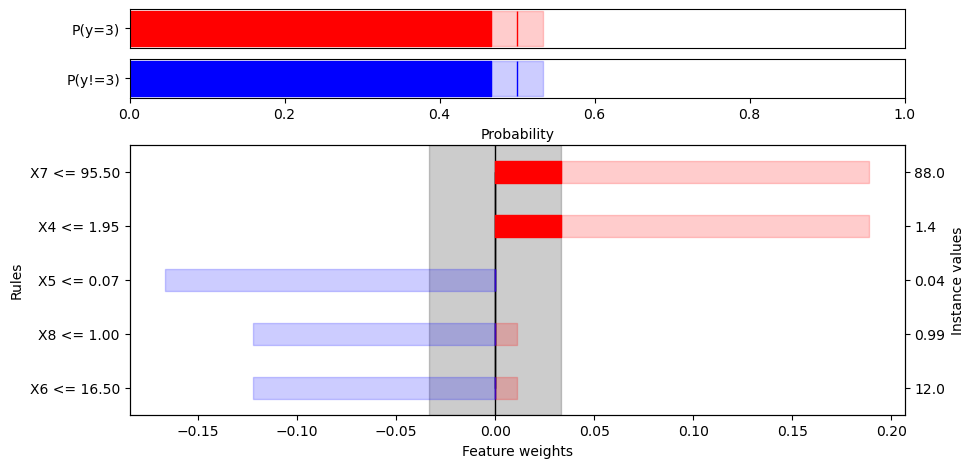 P(y=3)
P(y!=3)
0.0 0.2 0.4 0.6 0.8 1.0
Probability
X7 <= 95.50 88.0
X4 <= 1.95 1.4
X5 <= 0.07 0.04
X8 <= 1.00 0.99
X6 <= 16.50 12.0
Rules
Instance values
−0.15 −0.10 −0.05 0.00 0.05 0.10 0.15 0.20
Feature weights